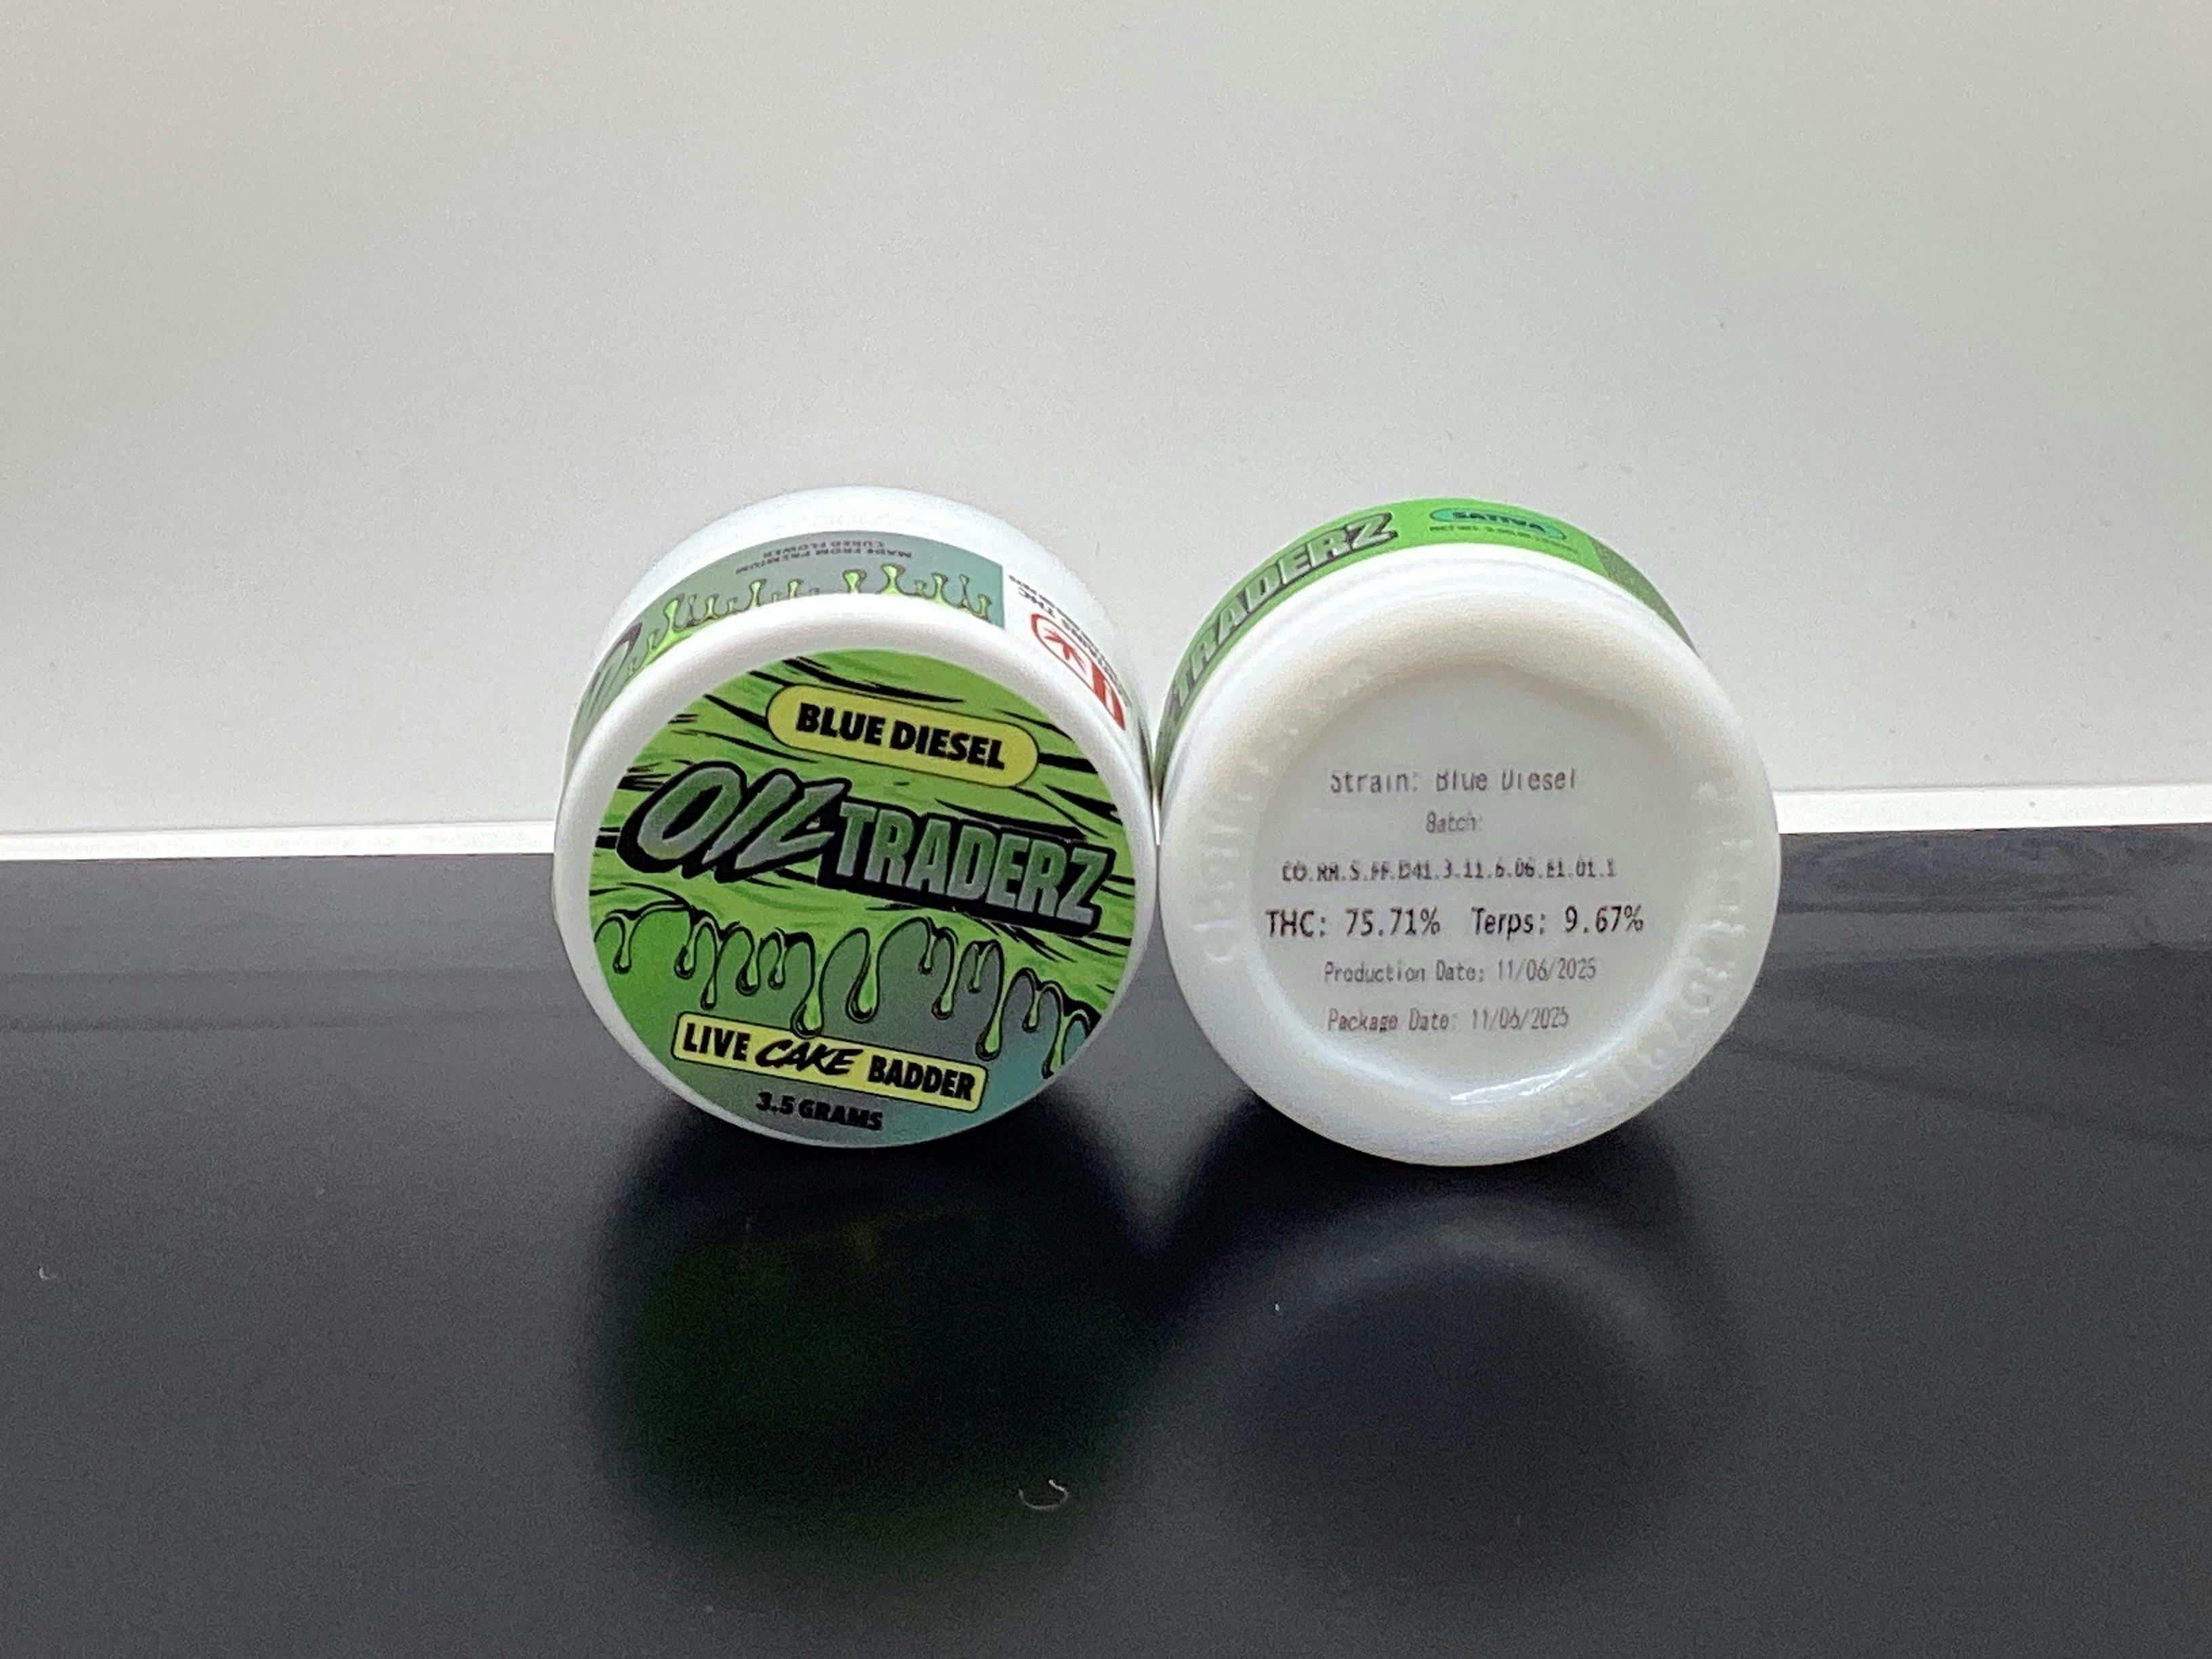 MADE FROM PREMIUM
CURED FLOWER
THC
BLUE DIESEL
OIL TRADERZ
LIVE CAKE BADDER
3.5 GRAMS
TRADERZ
SATIVA
Strain: Blue Diesel
Batch:
THC: 75.71% Terps: 9.67%
Production Date: 11/06/2025
Package Date: 11/06/2025